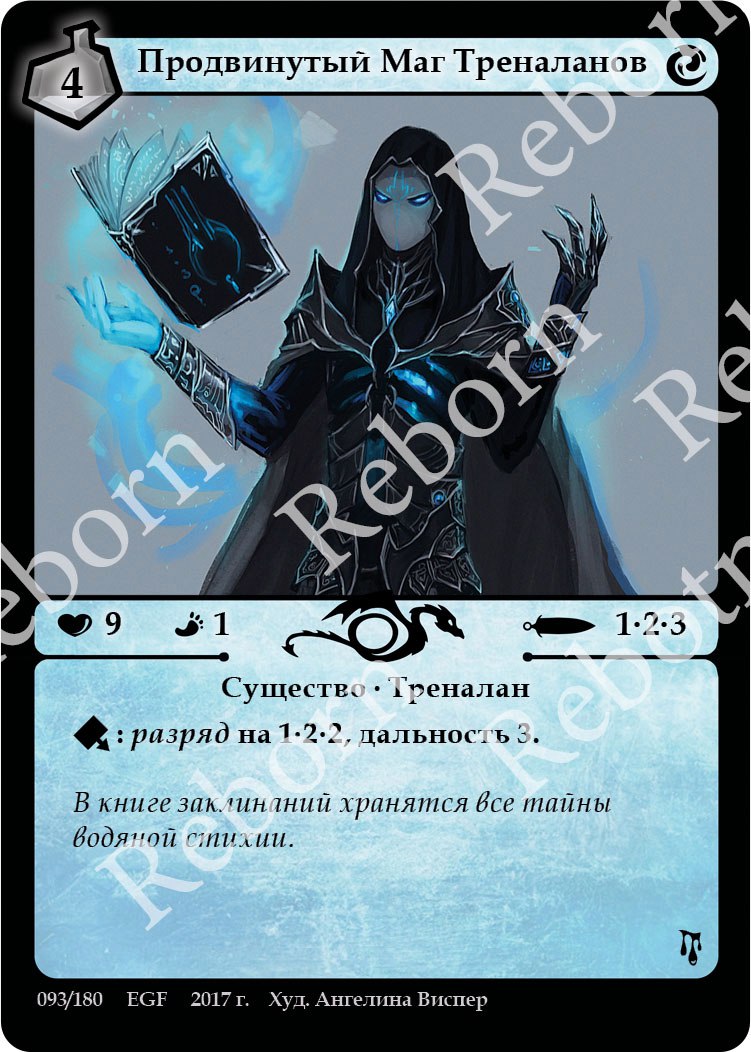 4
Продвинутый Маг Треналанов
9
1
1·2·3
Существо · Треналан
: разряд на 1·2·2, дальность 3.
В книге заклинаний хранятся все тайны
водяной стихии.
093/180 EGF 2017 г. Худ. Ангелина Виспер
Reborn
Reborn
Reborn
Reborn
Reborn
Reborn